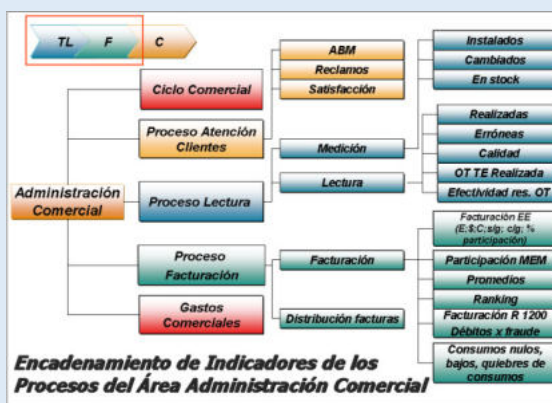 TL F C
ABM
Reclamos
Satisfacción
Instalados
Cambiados
En stock
Ciclo Comercial
Proceso Atención
Clientes
Medición
Lectura
Realizadas
Erróneas
Calidad
OT TE Realizada
Efectividad res. OT
Administración
Comercial
Proceso Lectura
Proceso
Facturación
Gastos
Comerciales
Facturación
Distribución facturas
Facturación EE
(E;$;C;s/g; c/g; %
participación)
Participación MEM
Promedios
Ranking
Facturación R 1200
Débitos x fraude
Consumos nulos,
bajos, quiebres de
consumos
Encadenamiento de Indicadores de los
Procesos del Área Administración Comercial